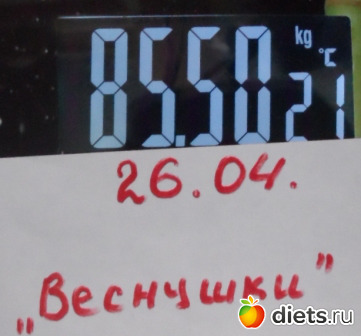 85.50 kg
21 °C
26.04.
„Веснушки"
diets.ru